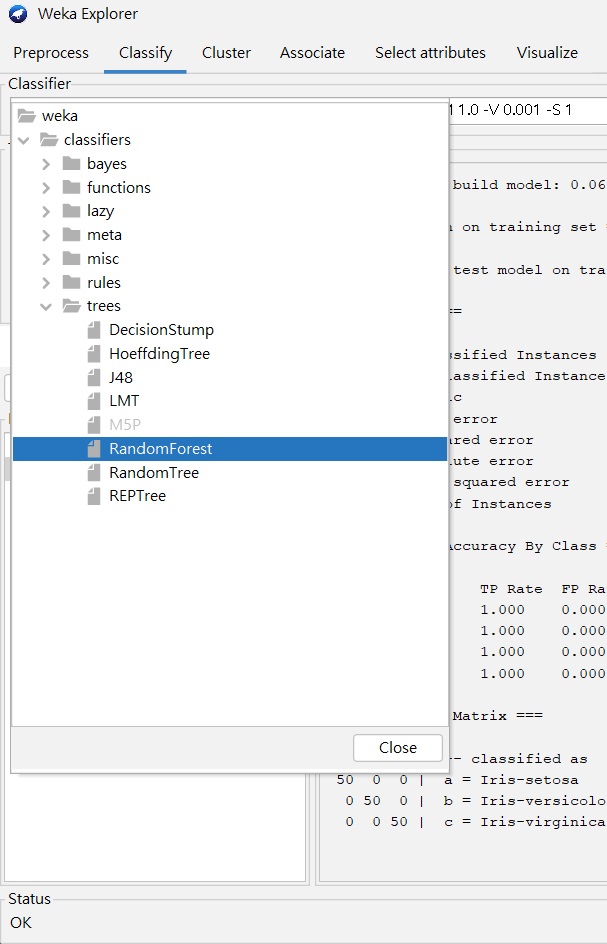 Weka Explorer
Preprocess Classify Cluster Associate Select attributes Visualize
Classifier
1.0 -V 0.001 -S 1
weka
classifiers
bayes
functions
lazy
meta
misc
rules
trees
DecisionStump
HoeffdingTree
J48
LMT
M5P
RandomForest
RandomTree
REPTree
Close
build model: 0.06
on training set
test model on tra
==
ssified Instances
lassified Instance
ic
error
ared error
ute error
squared error
of Instances
Accuracy By Class
TP Rate FP Ra
1.000 0.000
1.000 0.000
1.000 0.000
1.000 0.000
Matrix ===
-- classified as
50 0 0 | a = Iris-setosa
0 50 0 | b = Iris-versicolo
0 0 50 | c = Iris-virginica
Status
OK